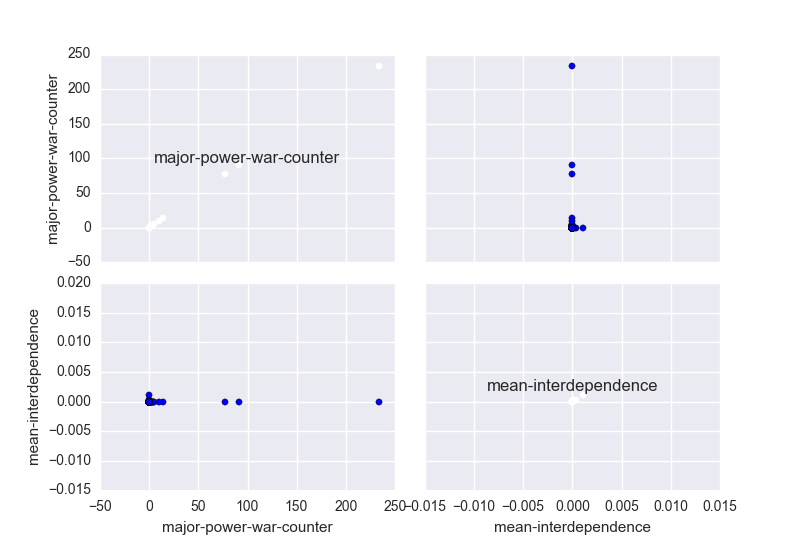 250
200
150
100
50
0
−50
major-power-war-counter
major-power-war-counter
0.020
0.015
0.010
0.005
0.000
−0.005
−0.010
−0.015
mean-interdependence
mean-interdependence
−50 0 50 100 150 200 250
−0.015 −0.010 −0.005 0.000 0.005 0.010 0.015
major-power-war-counter
mean-interdependence